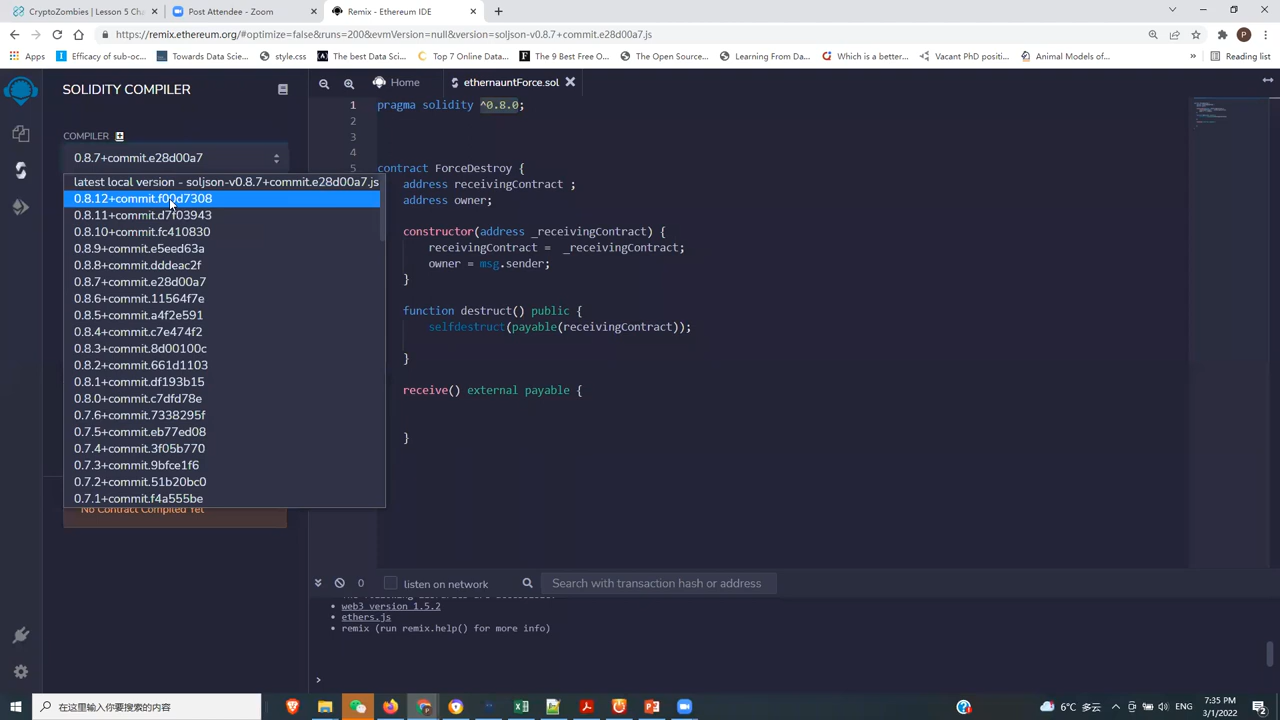 CryptoZombies | Lesson 5 Cha
Post Attendee - Zoom
Remix - Ethereum IDE
https://remix.ethereum.org/#optimize=false&runs=200&evmVersion=null&version=soljson-v0.8.7+commit.e28d00a7.js
P
Apps
Efficacy of sub-oc...
Towards Data Scien...
style.css
The best Data Scien...
Top 7 Online Data...
The 9 Best Free O...
The Open Source...
Learning From Dat...
Which is a better...
Vacant PhD positio...
Animal Models of...
»
Reading list
SOLIDITY COMPILER
COMPILER
0.8.7+commit.e28d00a7
latest local version - soljson-v0.8.7+commit.e28d00a7.js
0.8.12+commit.f00d7308
0.8.11+commit.d7f03943
0.8.10+commit.fc410830
0.8.9+commit.e5eed63a
0.8.8+commit.dddeac2f
0.8.7+commit.e28d00a7
0.8.6+commit.11564f7e
0.8.5+commit.a4f2e591
0.8.4+commit.c7e474f2
0.8.3+commit.8d00100c
0.8.2+commit.661d1103
0.8.1+commit.df193b15
0.8.0+commit.c7dfd78e
0.7.6+commit.7338295f
0.7.5+commit.eb77ed08
0.7.4+commit.3f05b770
0.7.3+commit.9bfce1f6
0.7.2+commit.51b20bc0
0.7.1+commit.f4a555be
No Contract Compiled Yet
Home
ethernauntForce.sol
1 pragma solidity ^0.8.0;
2
3
4
5 contract ForceDestroy {
address receivingContract ;
address owner;
constructor(address _receivingContract) {
receivingContract = _receivingContract;
owner = msg.sender;
}
function destruct() public {
selfdestruct(payable(receivingContract));
}
receive() external payable {
}
0
listen on network
Search with transaction hash or address
• web3 version 1.5.2
• ethers.js
• remix (run remix.help() for more info)
>
在这里输入你要搜索的内容
6°C 多云
7:35 PM
3/1/2022